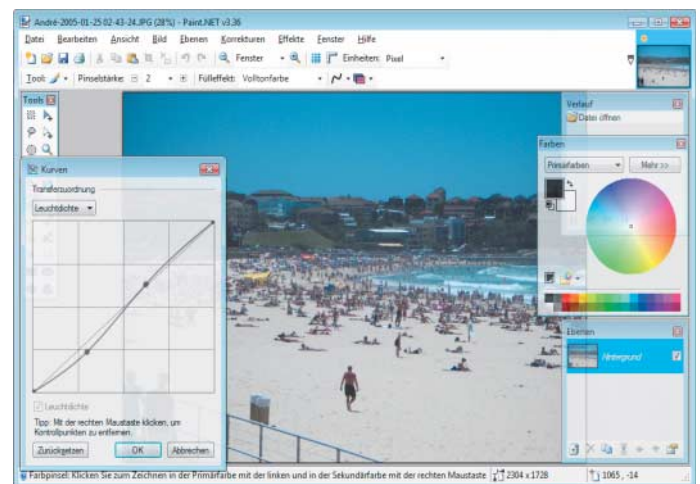 André-2005-01-25 02-43-24.JPG (28%) - Paint.NET v3.36
Datei Bearbeiten Ansicht Bild Ebenen Korrekturen Effekte Fenster Hilfe
Fenster Einheiten: Pixel
Tool: Pinselstärke: 2 Fülleffekt: Volltonfarbe
Tools
Verlauf
Datei öffnen
Farben
Primärfarben Mehr >>
Kurven
Transferzuordnung
Leuchtdichte
Ebenen
Hintergrund
Leuchtdichte
Tipp: Mit der rechten Maustaste klicken, um
Kontrollpunkten zu entfernen.
Zurücksetzen OK Abbrechen
Farbpinsel: Klicken Sie zum Zeichnen in der Primärfarbe mit der linken und in der Sekundärfarbe mit der rechten Maustaste 2304 x 1728 1065, -14